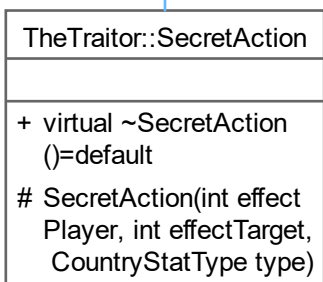 TheTraitor::SecretAction
+ virtual ~SecretAction
()=default
# SecretAction(int effect
Player, int effectTarget,
CountryStatType type)